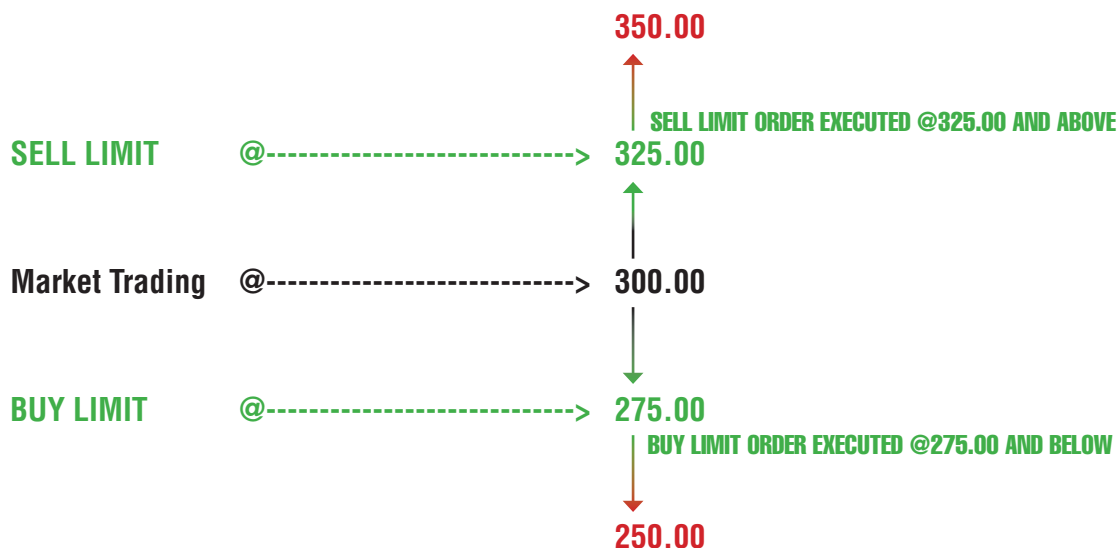 350.00
SELL LIMIT ORDER EXECUTED @325.00 AND ABOVE
SELL LIMIT @-----------------------------> 325.00
Market Trading @-----------------------------> 300.00
BUY LIMIT @-----------------------------> 275.00
BUY LIMIT ORDER EXECUTED @275.00 AND BELOW
250.00